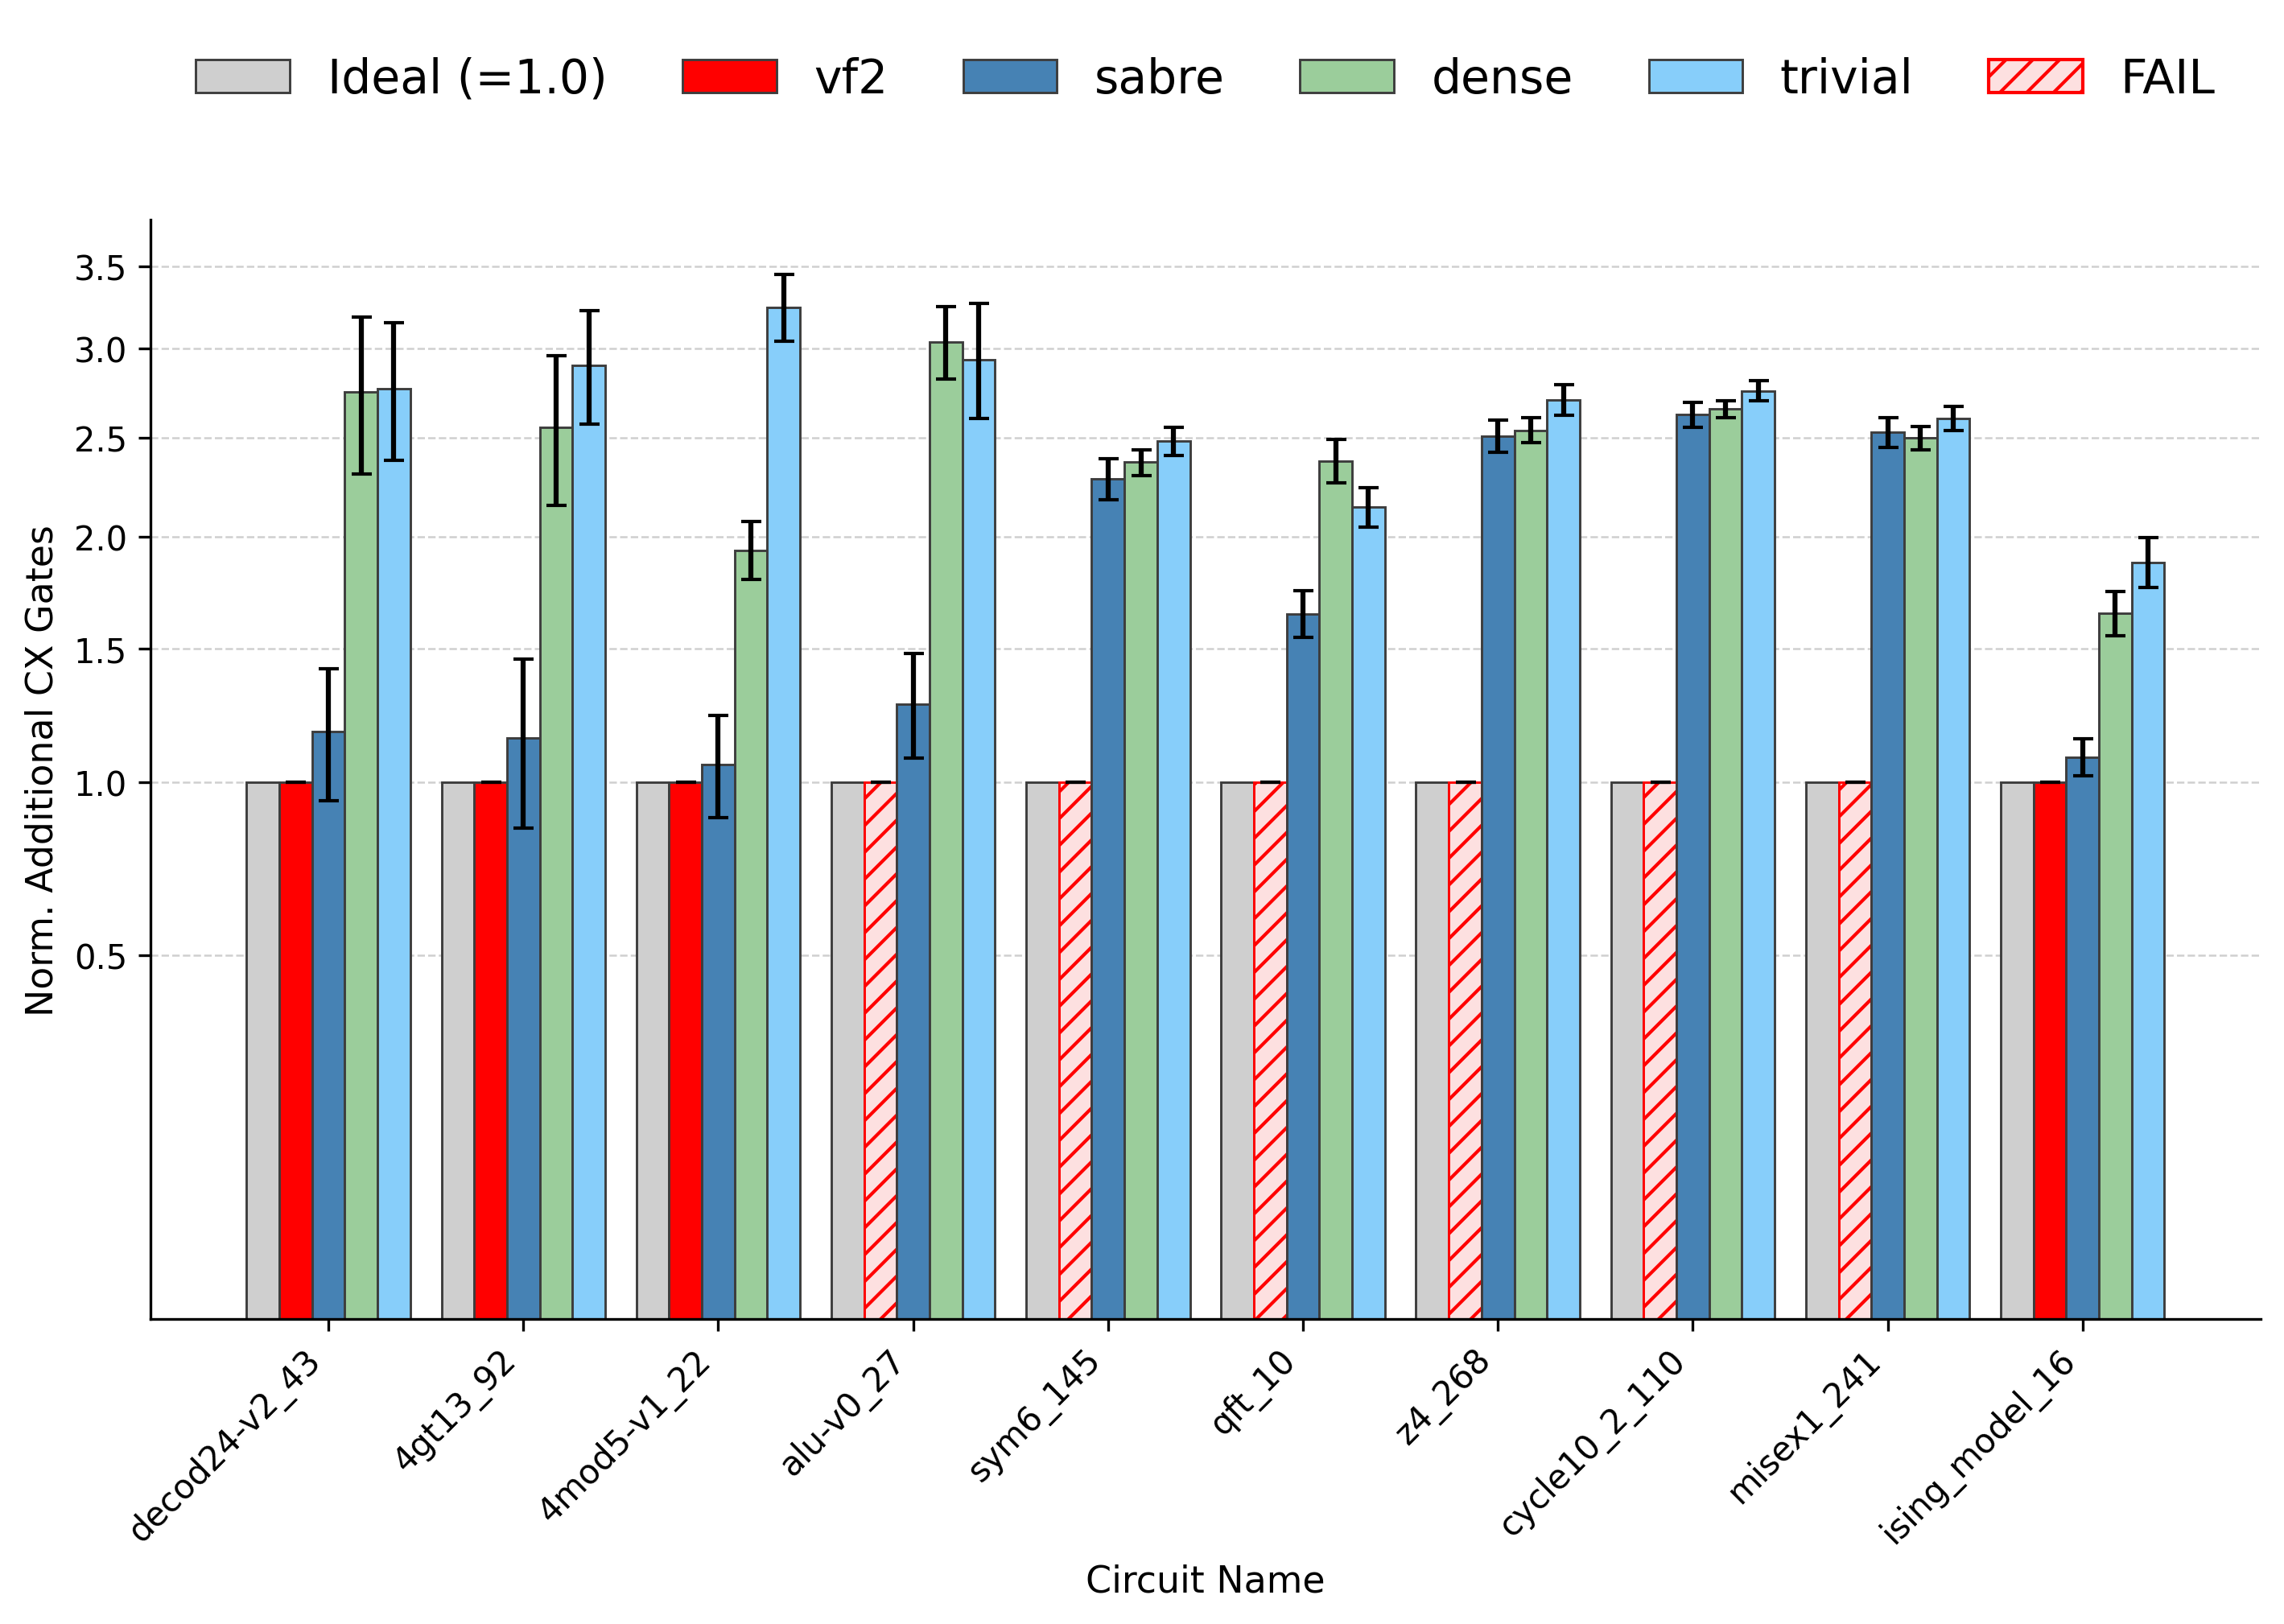 Ideal (=1.0) vf2 sabre dense trivial FAIL
Norm. Additional CX Gates
3.5
3.0
2.5
2.0
1.5
1.0
0.5
decod24-v2_43
4gt13_92
4mod5-v1_22
alu-v0_27
sym6_145
qft_10
z4_268
cycle10_2_110
misex1_241
ising_model_16
Circuit Name